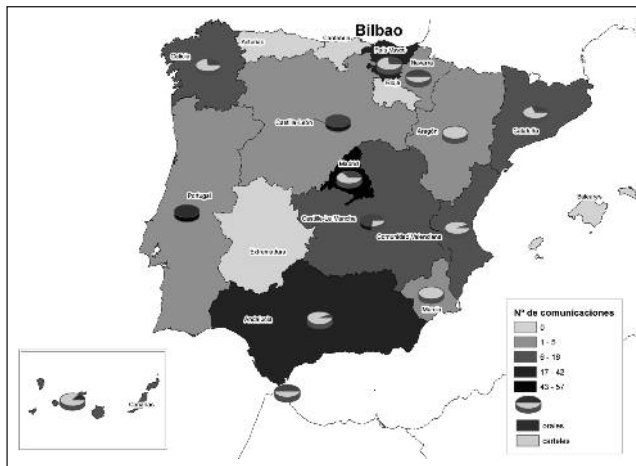 Bilbao
Asturias
Cantabria
País Vasco
Galicia
Navarra
Rioja
Castilla-León
Aragón
Cataluña
Madrid
Portugal
Baleares
Castilla-La Mancha
Comunidad Valenciana
Extremadura
Murcia
Andalucía
Canarias
Nº de comunicaciones
0
1 - 5
6 - 16
17 - 42
43 - 57
orales
carteles